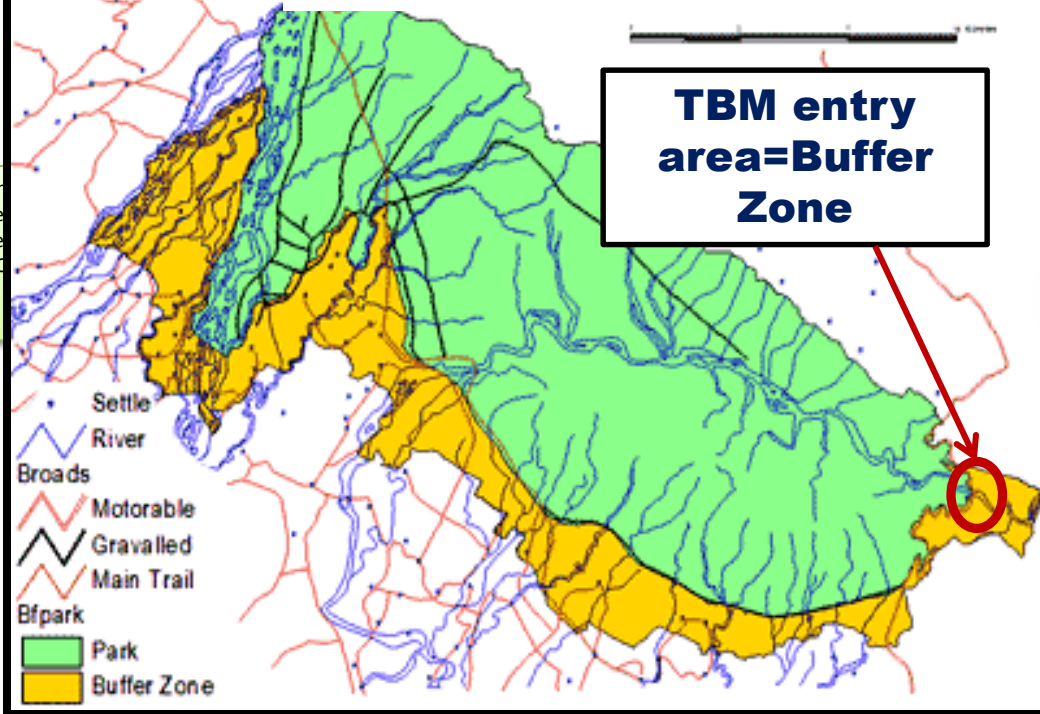 TBM entry
area=Buffer
Zone
Settle
River
Broads
Motorable
Gravalled
Main Trail
Bfpark
Park
Buffer Zone